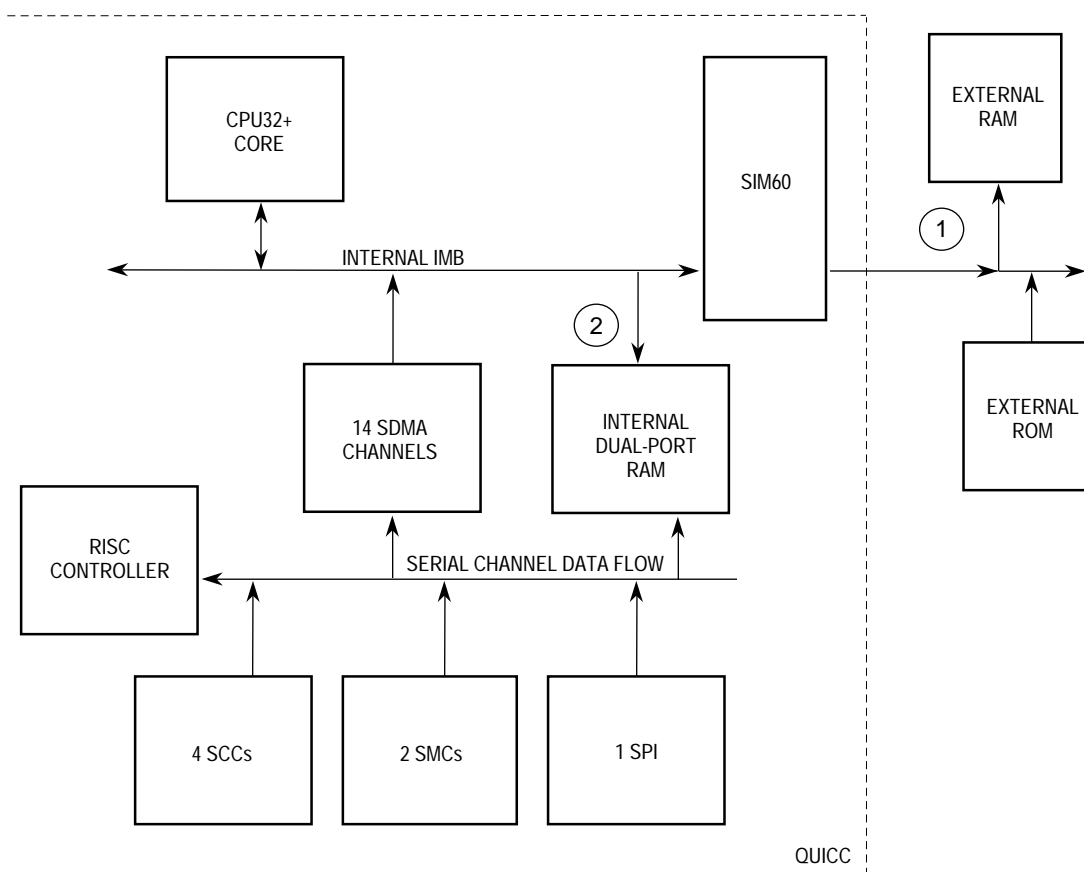 CPU32+
CORE
SIM60
EXTERNAL
RAM
1
INTERNAL IMB
2
14 SDMA
CHANNELS
INTERNAL
DUAL-PORT
RAM
EXTERNAL
ROM
RISC
CONTROLLER
SERIAL CHANNEL DATA FLOW
4 SCCs
2 SMCs
1 SPI
QUICC